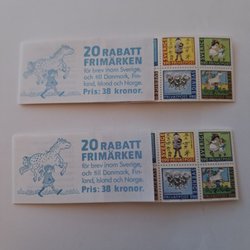 20 RABATT
FRIMÄRKEN
för brev inom Sverige,
och till Danmark, Fin-
land, Island och Norge.
Pris: 38 kronor.
20 RABATT
FRIMÄRKEN
för brev inom Sverige,
och till Danmark, Fin-
land, Island och Norge.
Pris: 38 kronor.